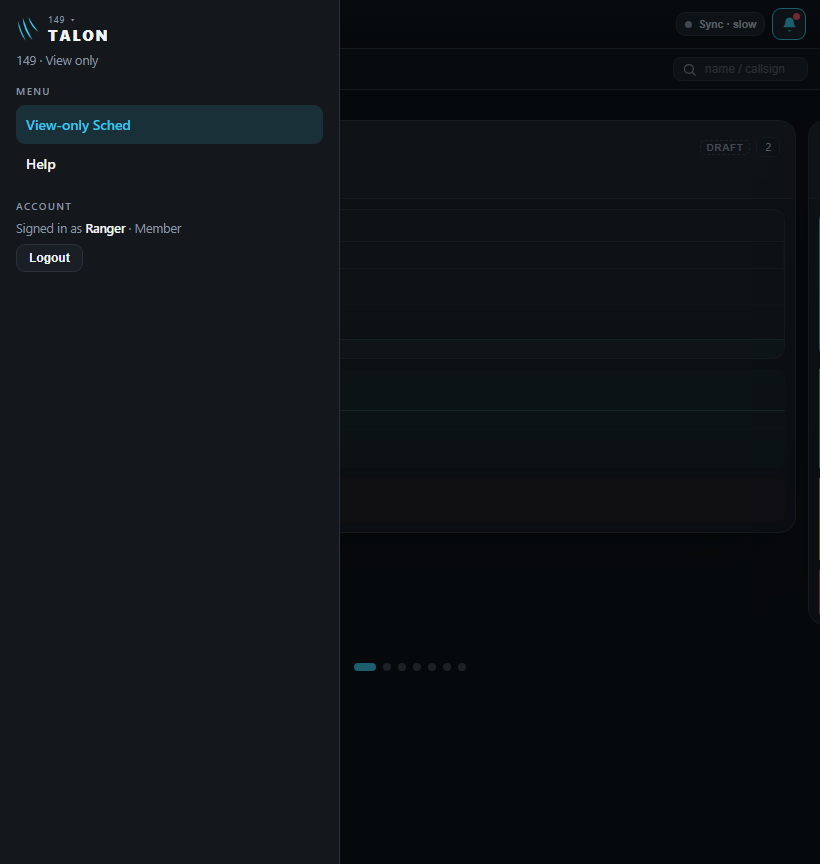 149
TALON
149 · View only
MENU
View-only Sched
Help
ACCOUNT
Signed in as Ranger · Member
Logout
Sync · slow
name / callsign
DRAFT
2